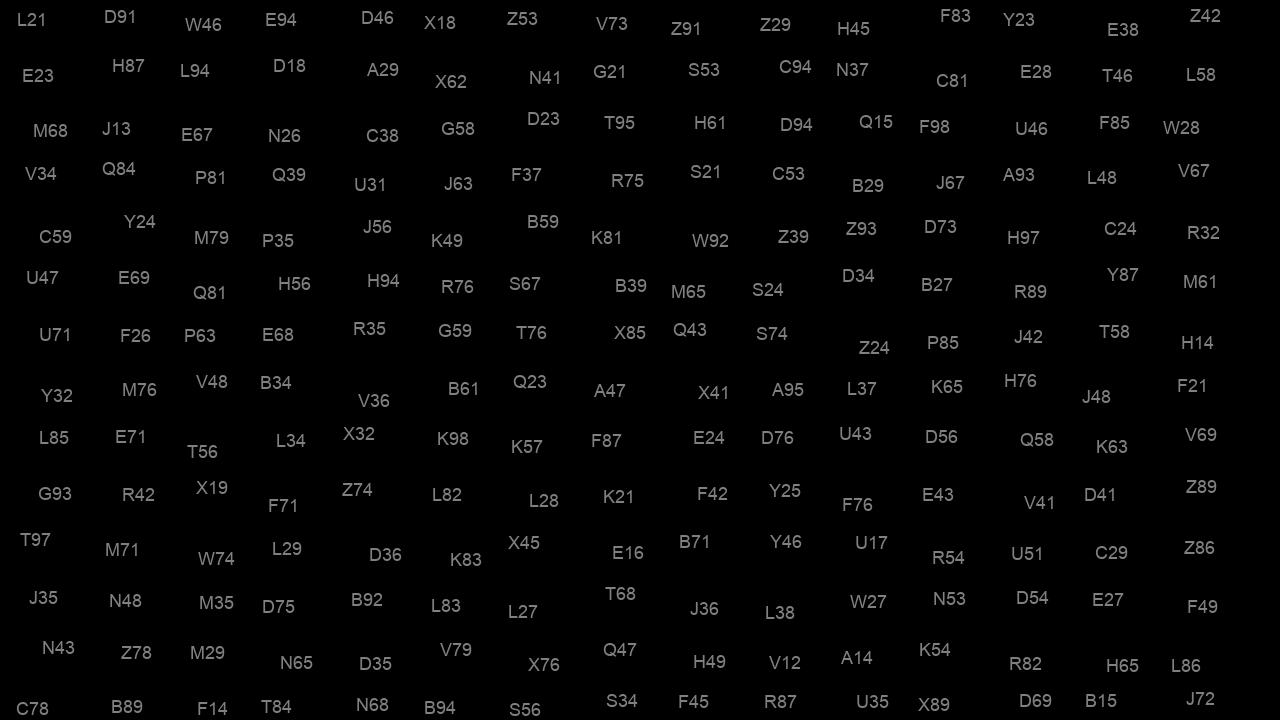 L21 D91 W46 E94 D46 X18 Z53 V73 Z91 Z29 H45 F83 Y23 E38 Z42
E23 H87 L94 D18 A29 X62 N41 G21 S53 C94 N37 C81 E28 T46 L58
M68 J13 E67 N26 C38 G58 D23 T95 H61 D94 Q15 F98 U46 F85 W28
V34 Q84 P81 Q39 U31 J63 F37 R75 S21 C53 B29 J67 A93 L48 V67
C59 Y24 M79 P35 J56 K49 B59 K81 W92 Z39 Z93 D73 H97 C24 R32
U47 E69 Q81 H56 H94 R76 S67 B39 M65 S24 D34 B27 R89 Y87 M61
U71 F26 P63 E68 R35 G59 T76 X85 Q43 S74 Z24 P85 J42 T58 H14
Y32 M76 V48 B34 V36 B61 Q23 A47 X41 A95 L37 K65 H76 J48 F21
L85 E71 T56 L34 X32 K98 K57 F87 E24 D76 U43 D56 Q58 K63 V69
G93 R42 X19 F71 Z74 L82 L28 K21 F42 Y25 F76 E43 V41 D41 Z89
T97 M71 W74 L29 D36 K83 X45 E16 B71 Y46 U17 R54 U51 C29 Z86
J35 N48 M35 D75 B92 L83 L27 T68 J36 L38 W27 N53 D54 E27 F49
N43 Z78 M29 N65 D35 V79 X76 Q47 H49 V12 A14 K54 R82 H65 L86
C78 B89 F14 T84 N68 B94 S56 S34 F45 R87 U35 X89 D69 B15 J72